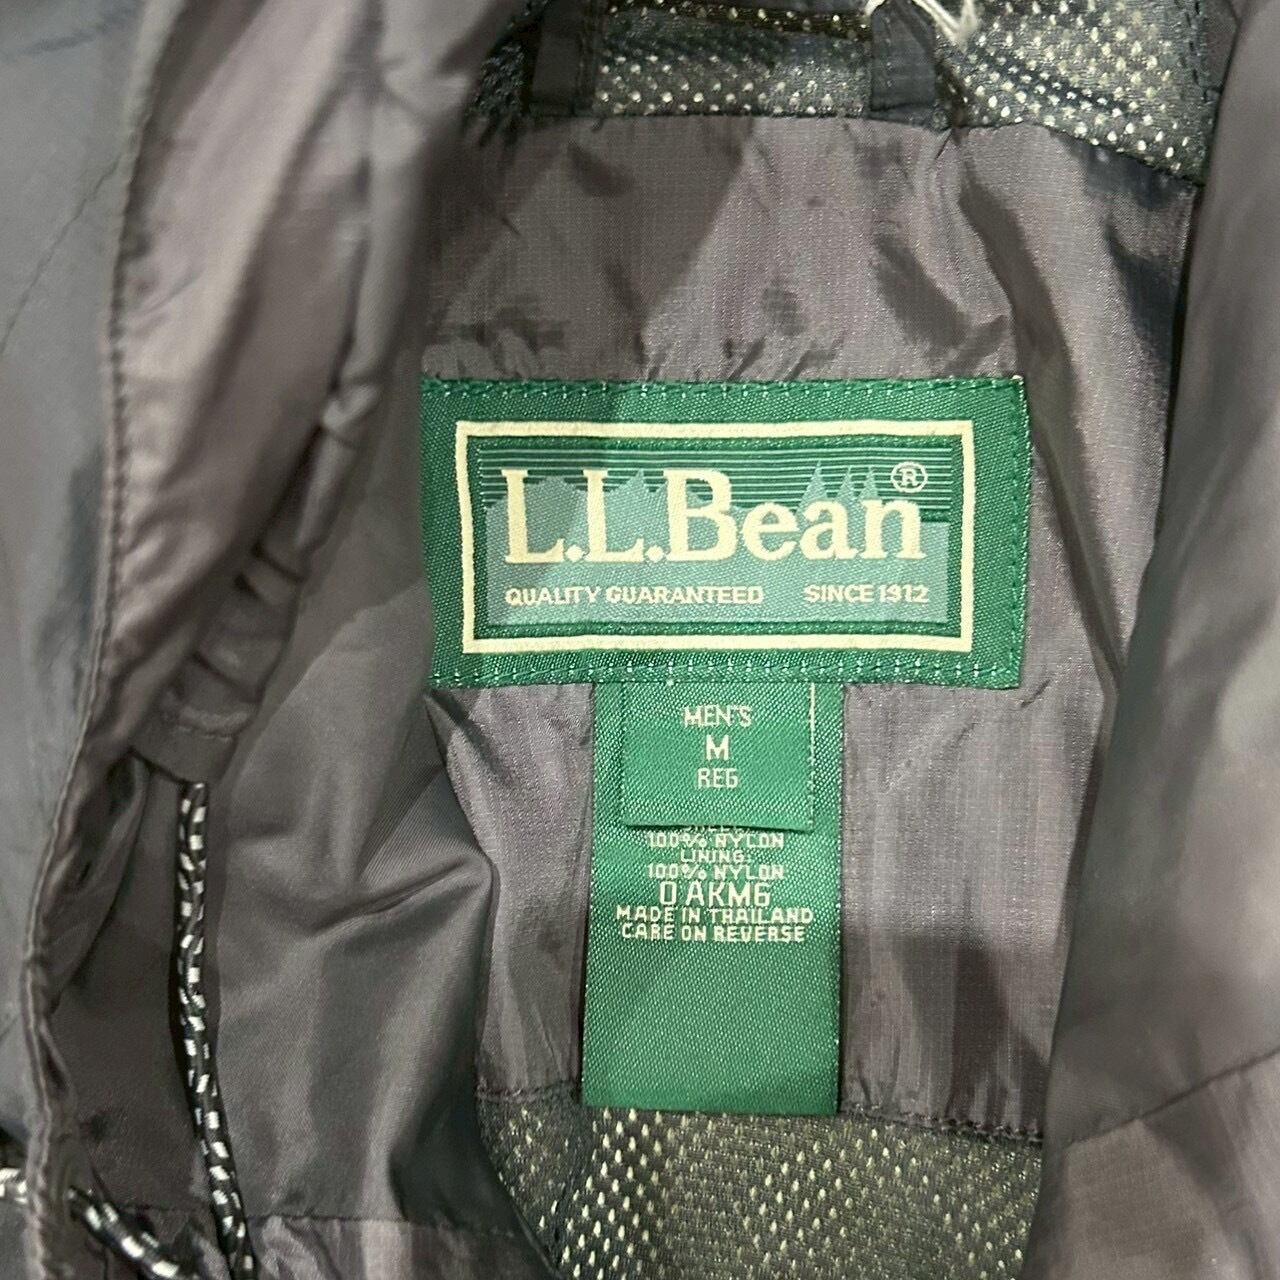 L.L.Bean®
QUALITY GUARANTEED SINCE 1912
MEN'S
M
REG
100% NYLON
LINING:
100% NYLON
0 AKM6
MADE IN THAILAND
CARE ON REVERSE